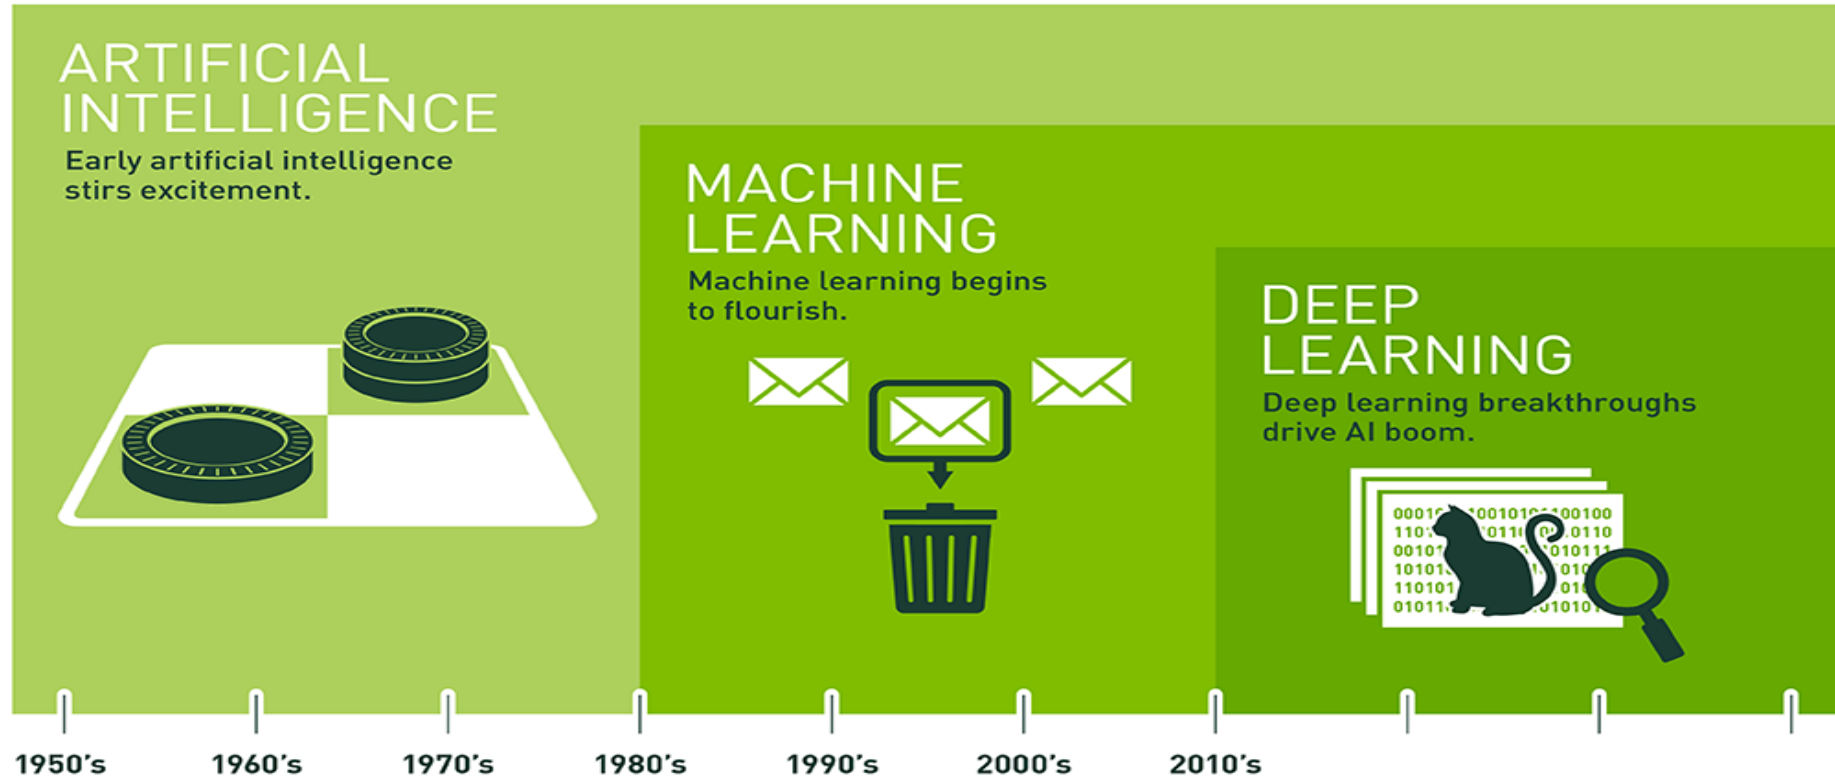 ARTIFICIAL
INTELLIGENCE
Early artificial intelligence
stirs excitement.
MACHINE
LEARNING
Machine learning begins
to flourish.
DEEP
LEARNING
Deep learning breakthroughs
drive AI boom.
1950's 1960's 1970's 1980's 1990's 2000's 2010's